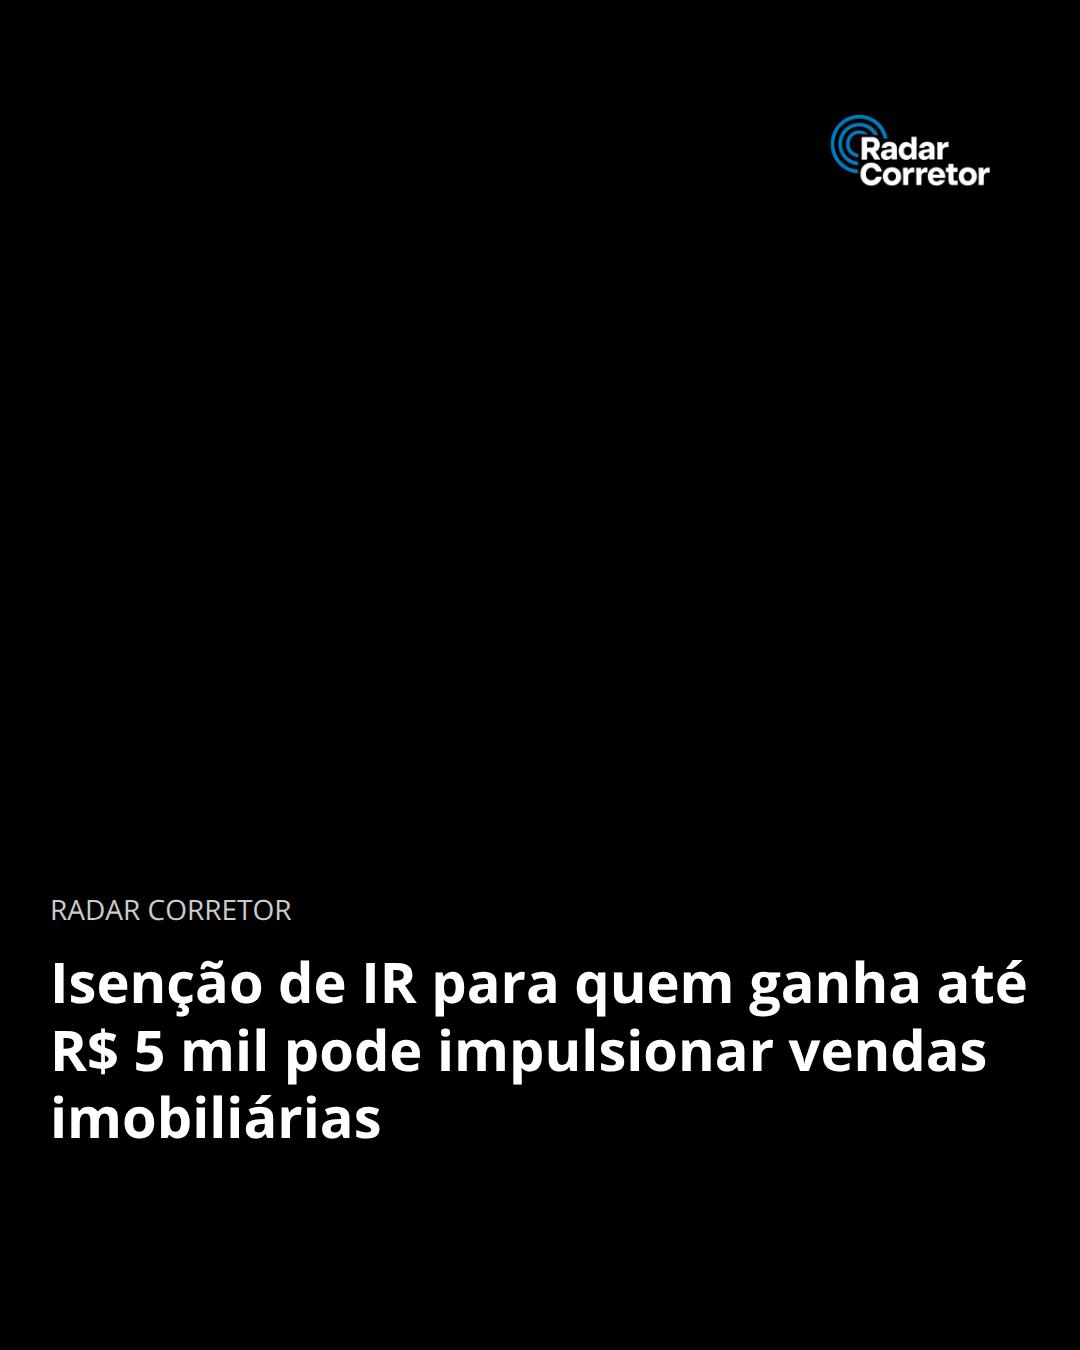 Radar
Corretor
RADAR CORRETOR
Isenção de IR para quem ganha até
R$ 5 mil pode impulsionar vendas
imobiliárias